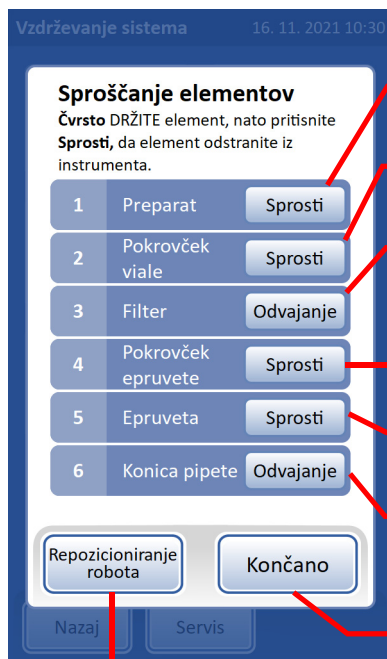 Vzdrževanje sistema 16. 11. 2021 10:30
Sproščanje elementov
Čvrsto DRŽITE element, nato pritisnite
Sprosti, da element odstranite iz
instrumenta.
1 Preparat Sprosti
2 Pokrovček
viale Sprosti
3 Filter Odvajanje
4 Pokrovček
epruvete Sprosti
5 Epruveta Sprosti
6 Konica pipete Odvajanje
Repozicioniranje
robota
Končano
Nazaj Servis